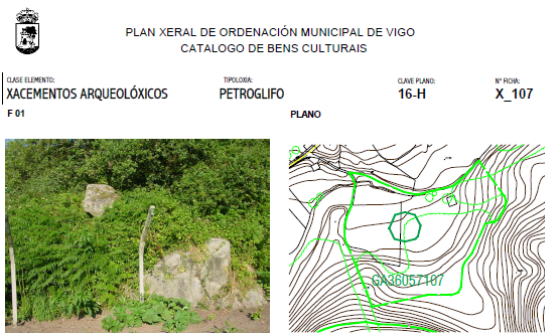 PLAN XERAL DE ORDENACIÓN MUNICIPAL DE VIGO
CATALOGO DE BENS CULTURAIS
CLASE ELEMENTO: TIPOLOXIA: CLAVE PLANO: Nº FICHA:
XACEMENTOS ARQUEOLÓXICOS PETROGLIFO 16-H X_107
F 01 PLANO
GA36057107